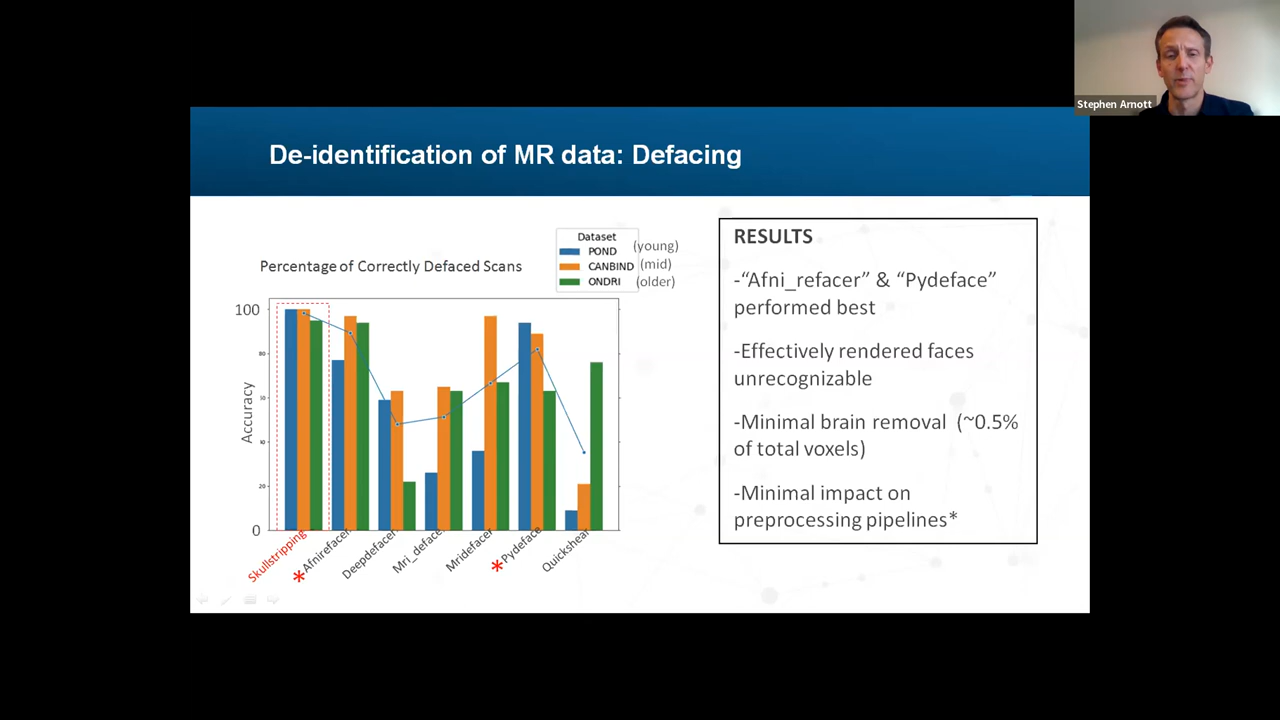 Stephen Arnott
De-identification of MR data: Defacing
Percentage of Correctly Defaced Scans
Dataset
POND (young)
CANBIND (mid)
ONDRI (older)
Accuracy
100
80
60
40
20
0
Skullstripping
*Afnirefacer
Deepdefacer
Mri_deface
Mridefacer
*Pydeface
Quickshear
RESULTS
-“Afni_refacer” & “Pydeface”
performed best
-Effectively rendered faces
unrecognizable
-Minimal brain removal (~0.5%
of total voxels)
-Minimal impact on
preprocessing pipelines*